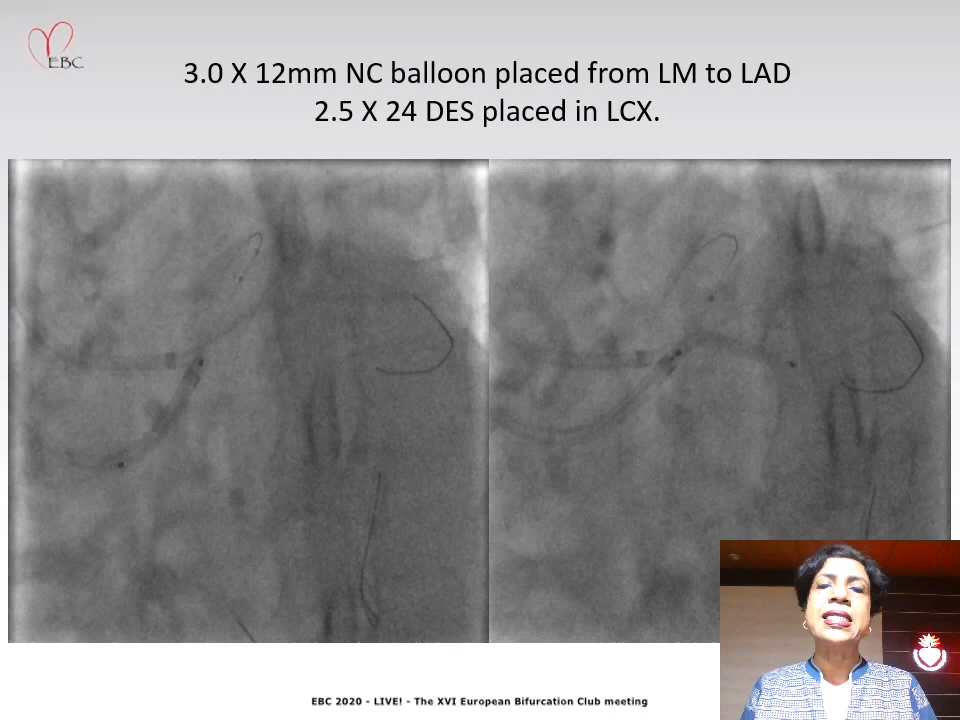 EBC
3.0 X 12mm NC balloon placed from LM to LAD
2.5 X 24 DES placed in LCX.
EBC 2020 - LIVE! - The XVI European Bifurcation Club meeting